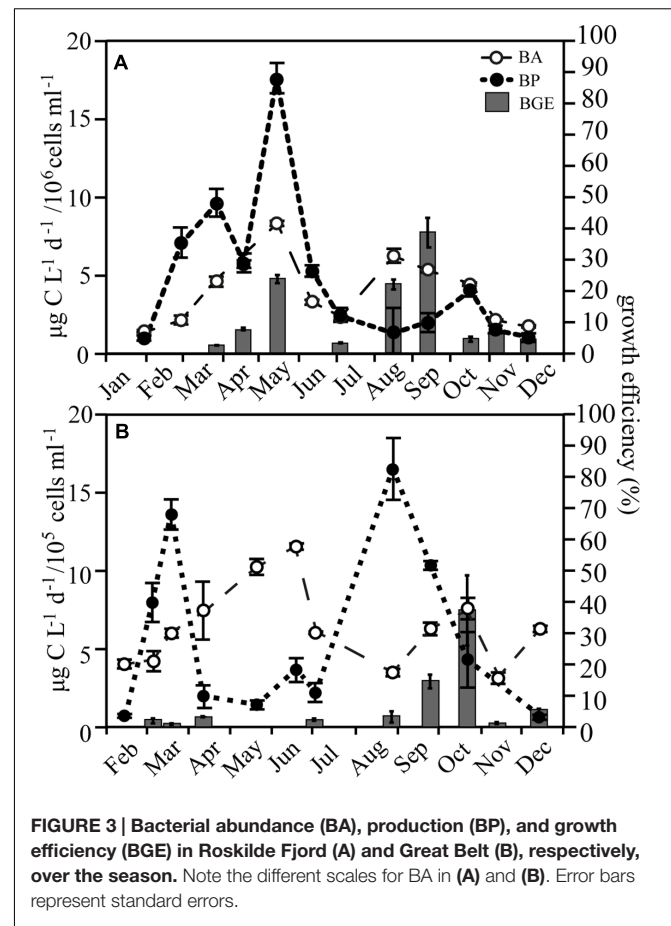 A
BA
BP
BGE
20
15
10
5
0
100
90
80
70
60
50
40
30
20
10
0
µg C L⁻¹ d⁻¹ /10⁶ cells ml⁻¹
Jan Feb Mar Apr May Jun Jul Aug Sep Oct Nov Dec
growth efficiency (%)
B
20
15
10
5
0
100
90
80
70
60
50
40
30
20
10
0
µg C L⁻¹ d⁻¹/10⁵ cells ml⁻¹
Feb Mar Apr May Jun Jul Aug Sep Oct Nov Dec
FIGURE 3 | Bacterial abundance (BA), production (BP), and growth
efficiency (BGE) in Roskilde Fjord (A) and Great Belt (B), respectively,
over the season. Note the different scales for BA in (A) and (B). Error bars
represent standard errors.